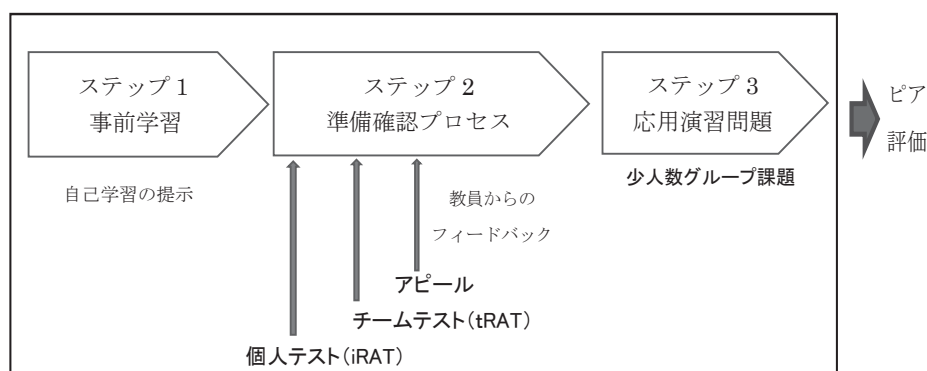 ステップ 1
事前学習
ステップ 2
準備確認プロセス
ステップ 3
応用演習問題
ピア
評価
自己学習の提示
教員からの
フィードバック
少人数グループ課題
アピール
チームテスト(tRAT)
個人テスト(iRAT)